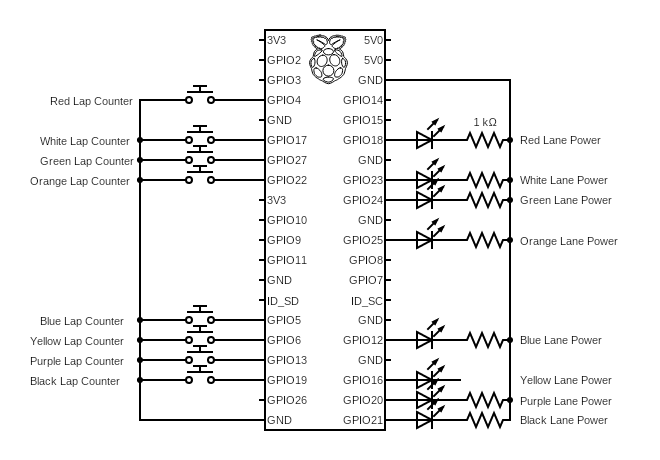 3V3 5V0
GPIO2 5V0
GPIO3 GND
Red Lap Counter GPIO4 GPIO14
GND GPIO15 1 kΩ
White Lap Counter GPIO17 GPIO18 Red Lane Power
Green Lap Counter GPIO27 GND
Orange Lap Counter GPIO22 GPIO23 White Lane Power
3V3 GPIO24 Green Lane Power
GPIO10 GND
GPIO9 GPIO25 Orange Lane Power
GPIO11 GPIO8
GND GPIO7
ID_SD ID_SC
Blue Lap Counter GPIO5 GND
Yellow Lap Counter GPIO6 GPIO12 Blue Lane Power
Purple Lap Counter GPIO13 GND
Black Lap Counter GPIO19 GPIO16 Yellow Lane Power
GPIO26 GPIO20 Purple Lane Power
GND GPIO21 Black Lane Power